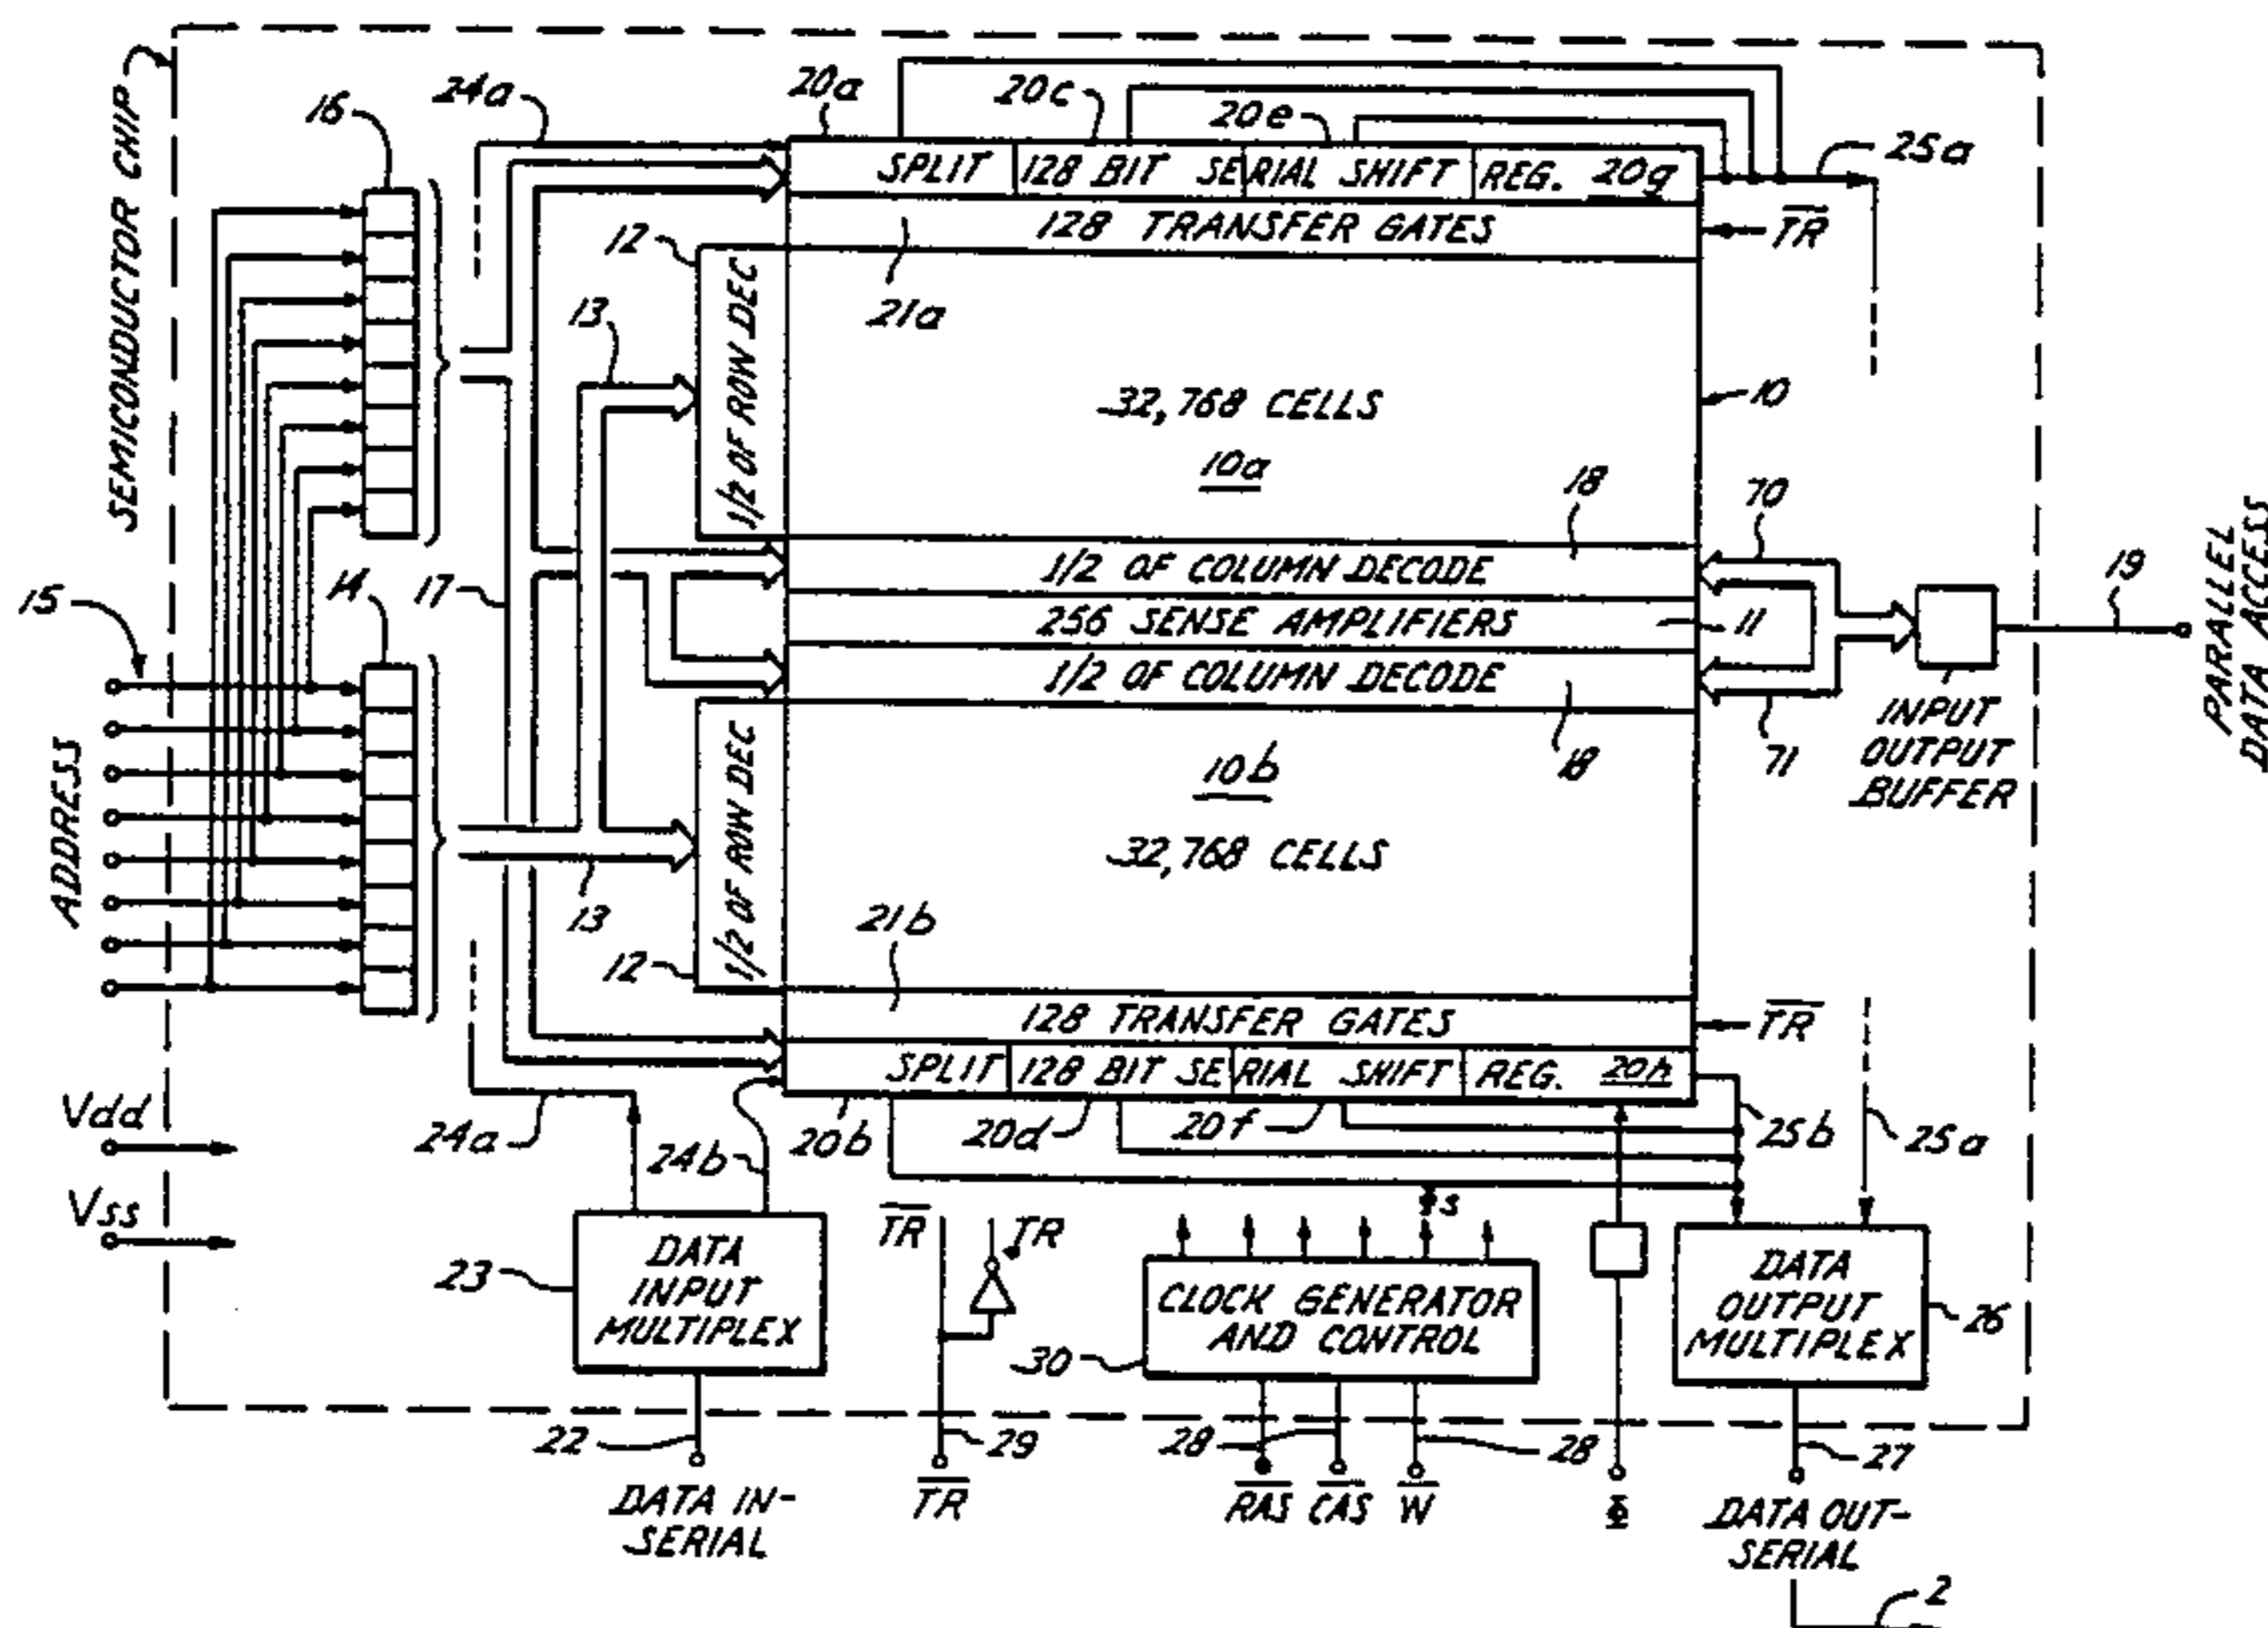 SEMICONDUCTOR CHIP
16
24a
20a
20c
20e
25a
SPLIT 128 BIT SERIAL SHIFT REG. 20g
128 TRANSFER GATES
TR
12
21a
13
1/2 OF ROW DEC
32,768 CELLS
10a
10
18
70
1/2 OF COLUMN DECODE
256 SENSE AMPLIFIERS
11
1/2 OF COLUMN DECODE
18
71
19
INPUT
OUTPUT
BUFFER
PARALLEL
DATA ACCESS
15
14
17
ADDRESS
13
1/2 OF ROW DEC
10b
32,768 CELLS
12
21b
128 TRANSFER GATES
TR
SPLIT 128 BIT SERIAL SHIFT REG. 20h
24a
24b
20b
20d
20f
25b
25a
Vdd
Vss
23
DATA
INPUT
MULTIPLEX
TR
TR
Φ's
30
CLOCK GENERATOR
AND CONTROL
DATA
OUTPUT
MULTIPLEX
26
22
29
28
28
27
DATA IN-
SERIAL
TR
RAS CAS W
Φ
DATA OUT-
SERIAL
2